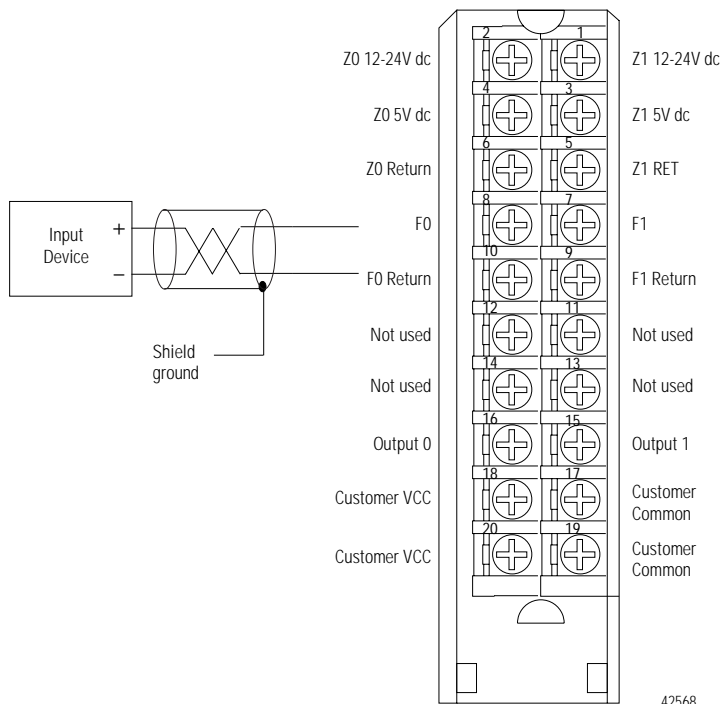 2 1
Z0 12-24V dc Z1 12-24V dc
4 3
Z0 5V dc Z1 5V dc
6 5
Z0 Return Z1 RET
8 7
Input
Device
+
−
F0 F1
10 9
F0 Return F1 Return
12 11
Not used Not used
Shield
ground
14 13
Not used Not used
16 15
Output 0 Output 1
18 17
Customer VCC Customer
Common
20 19
Customer VCC Customer
Common
42568